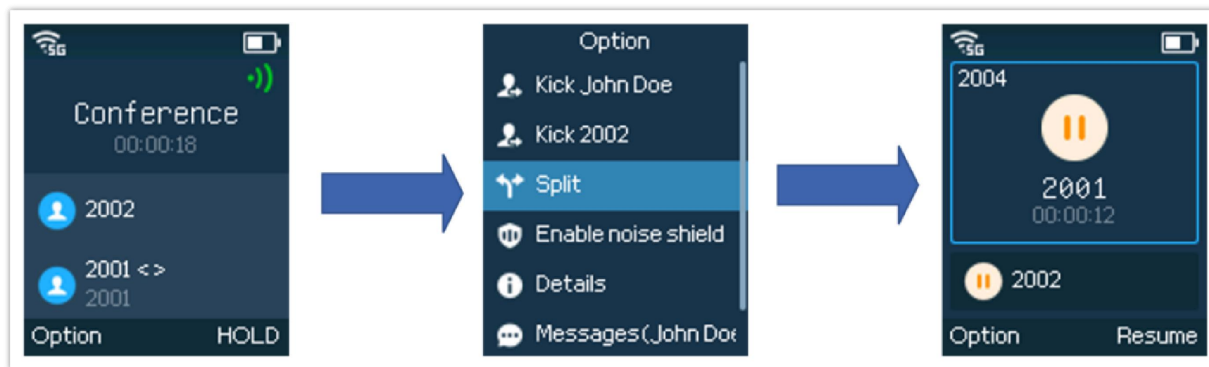 5G
Conference
00:00:18
2002
2001 <>
2001
Option
HOLD
Option
Kick John Doe
Kick 2002
Split
Enable noise shield
Details
Messages(John Doe
5G
2004
2001
00:00:12
2002
Option
Resume